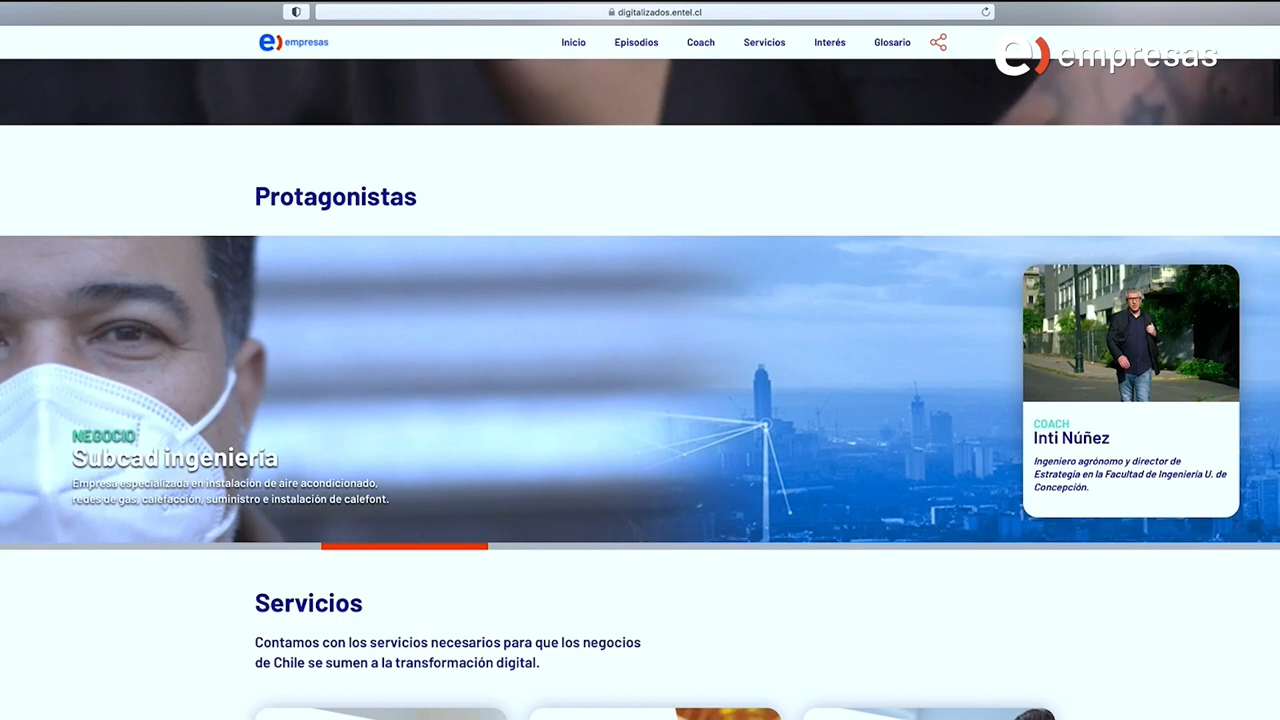 digitalizados.entel.cl
e) empresas
Inicio
Episodios
Coach
Servicios
Interés
Glosario
e) empresas
Protagonistas
NEGOCIO
Subcad ingeniería
Empresa especializada en instalación de aire acondicionado,
redes de gas, calefacción, suministro e instalación de calefont.
COACH
Inti Núñez
Ingeniero agrónomo y director de
Estrategia en la Facultad de Ingeniería U. de
Concepción.
Servicios
Contamos con los servicios necesarios para que los negocios
de Chile se sumen a la transformación digital.